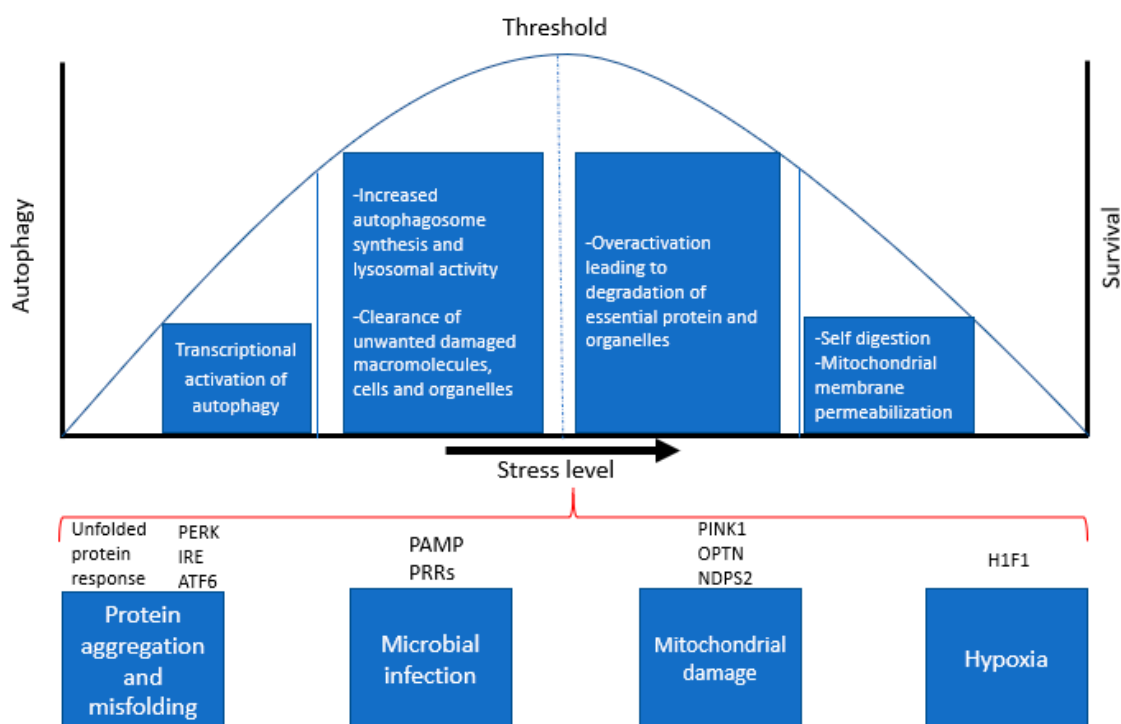 Threshold
Autophagy
Survival
Transcriptional
activation of
autophagy
-Increased
autophagosome
synthesis and
lysosomal activity
-Clearance of
unwanted damaged
macromolecules,
cells and organelles
-Overactivation
leading to
degradation of
essential protein and
organelles
-Self digestion
-Mitochondrial
membrane
permeabilization
Stress level
Unfolded
protein
response
PERK
IRE
ATF6
PAMP
PRRs
PINK1
OPTN
NDPS2
H1F1
Protein
aggregation
and
misfolding
Microbial
infection
Mitochondrial
damage
Hypoxia